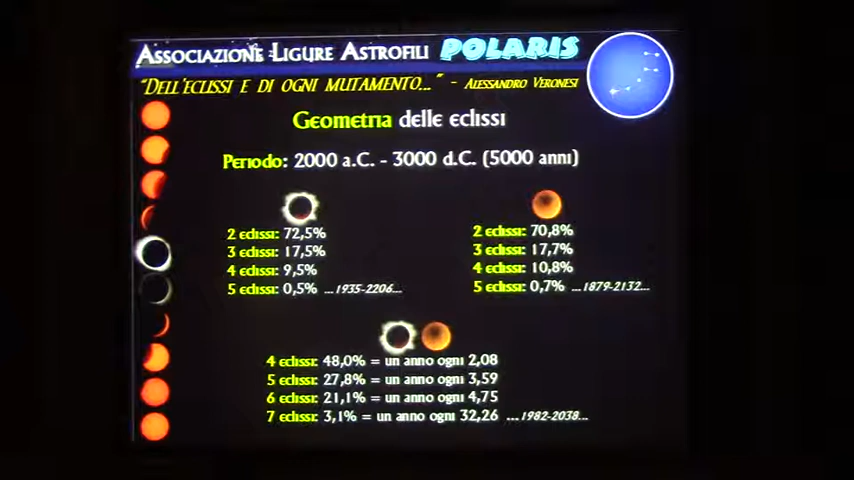 Associazione Ligure Astrofili POLARIS
"Dell'eclissi e di ogni mutamento..." - Alessandro Veronesi
Geometria delle eclissi
Periodo: 2000 a.C. - 3000 d.C. (5000 anni)
2 eclissi: 72,5%
3 eclissi: 17,5%
4 eclissi: 9,5%
5 eclissi: 0,5% ...1935-2206...
2 eclissi: 70,8%
3 eclissi: 17,7%
4 eclissi: 10,8%
5 eclissi: 0,7% ...1879-2132...
4 eclissi: 48,0% = un anno ogni 2,08
5 eclissi: 27,8% = un anno ogni 3,59
6 eclissi: 21,1% = un anno ogni 4,75
7 eclissi: 3,1% = un anno ogni 32,26 ...1982-2038...